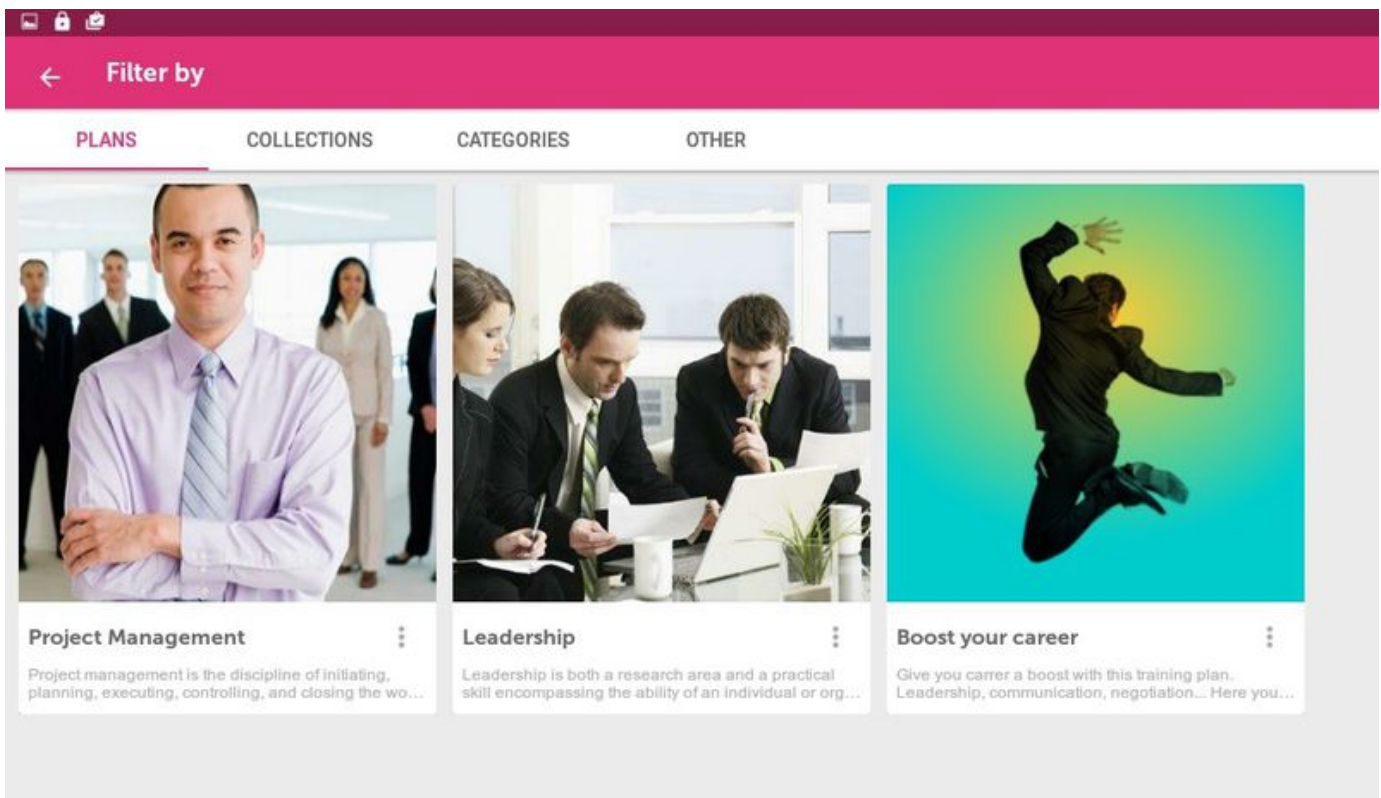 Filter by
PLANS COLLECTIONS CATEGORIES OTHER
Project Management
Project management is the discipline of initiating,
planning, executing, controlling, and closing the wo...
Leadership
Leadership is both a research area and a practical
skill encompassing the ability of an individual or org...
Boost your career
Give you carrer a boost with this training plan.
Leadership, communication, negotiation... Here you...